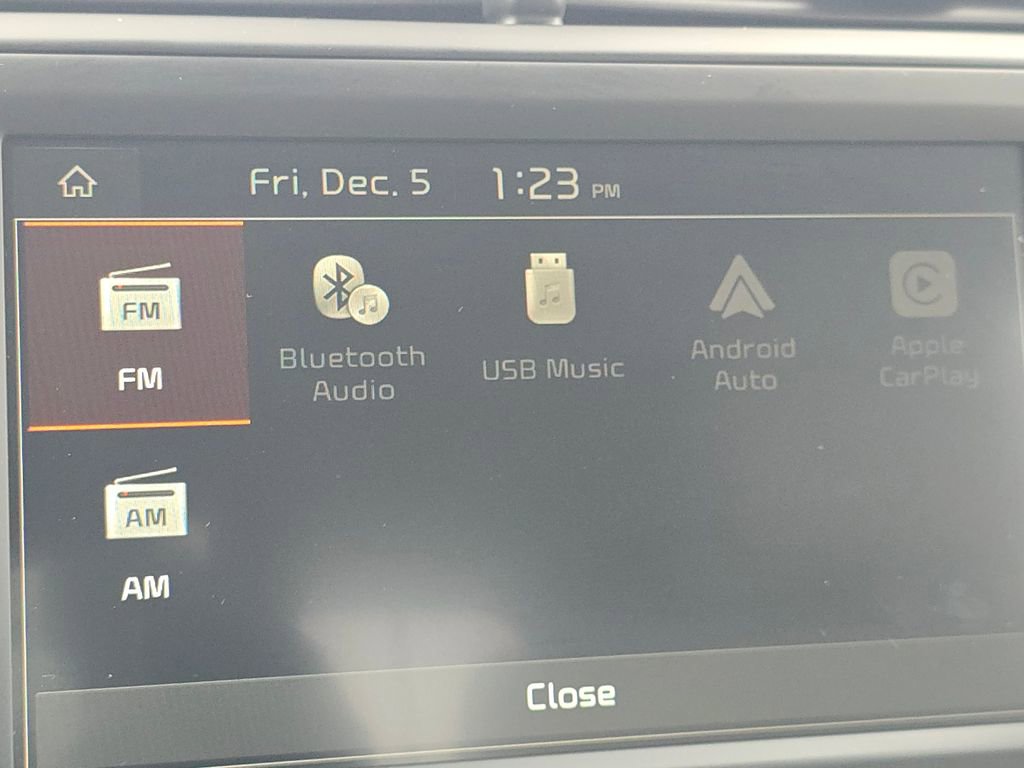 Fri, Dec. 5 1:23 PM
FM
FM
Bluetooth
Audio
USB Music
Android
Auto
Apple
CarPlay
AM
AM
Close